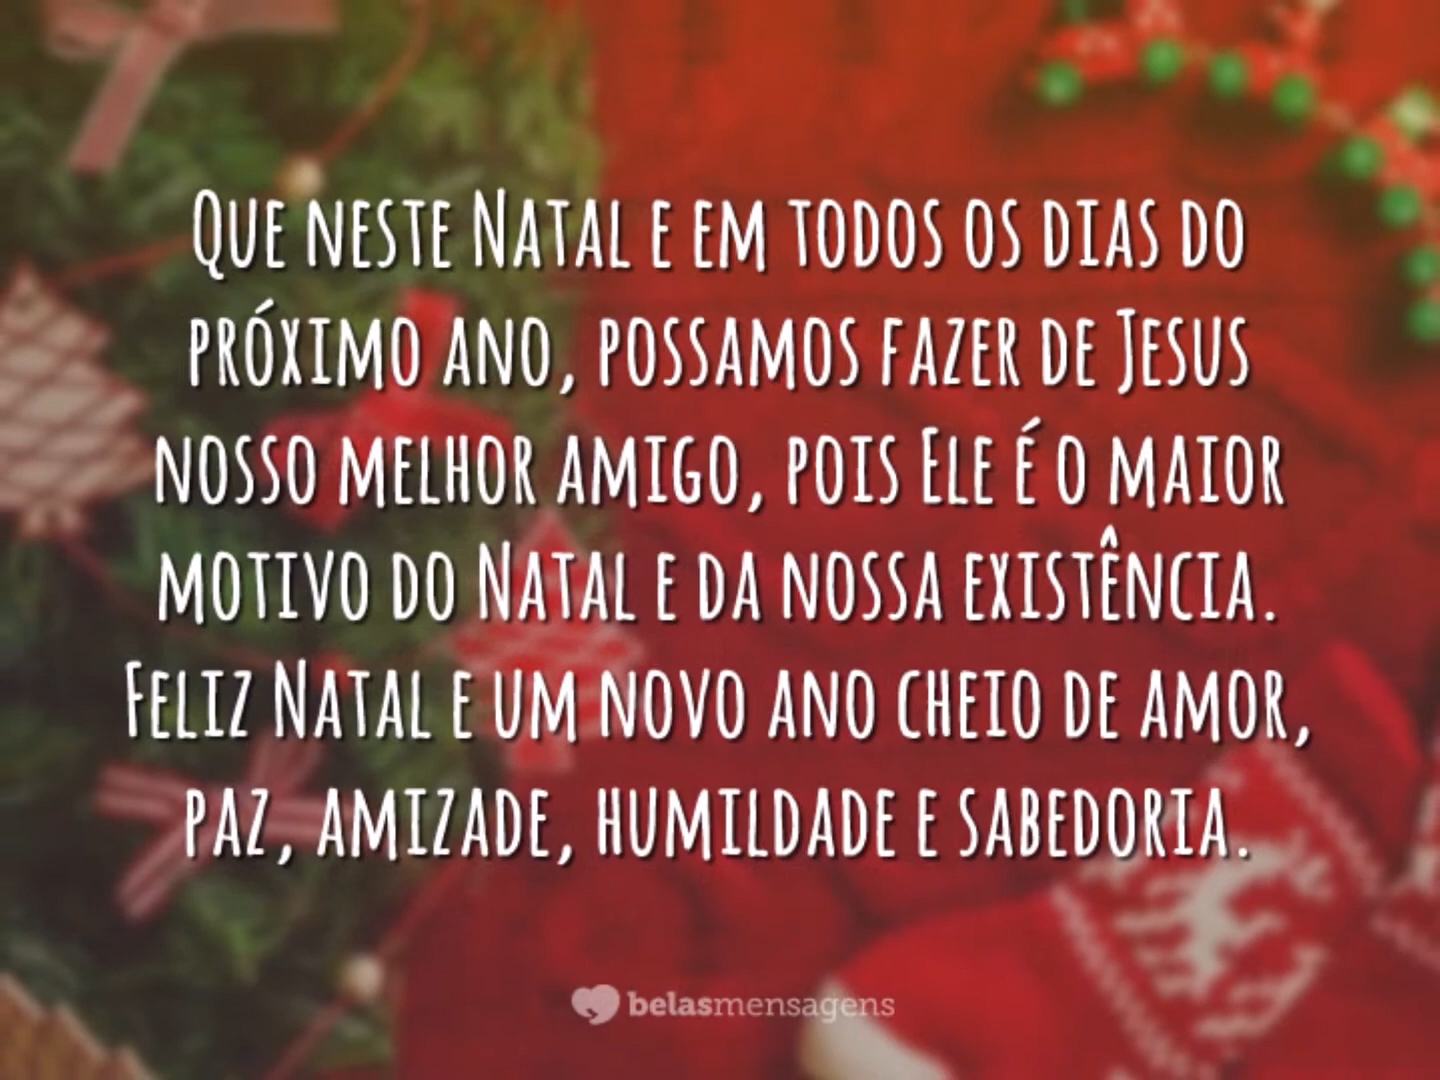 Que neste Natal e em todos os dias do
próximo ano, possamos fazer de Jesus
nosso melhor amigo, pois Ele é o maior
motivo do Natal e da nossa existência.
Feliz Natal e um novo ano cheio de amor,
paz, amizade, humildade e sabedoria.
belasmensagens